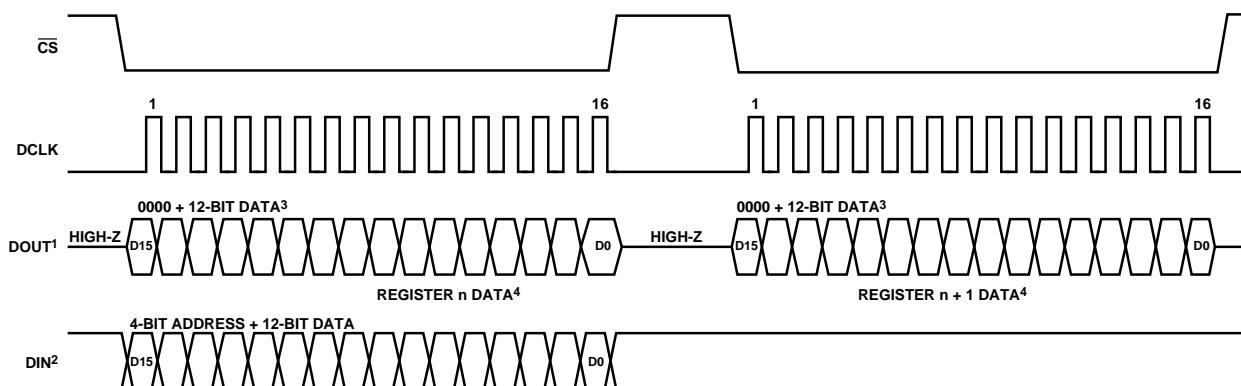 CS
1 16 1 16
DCLK
0000 + 12-BIT DATA3 0000 + 12-BIT DATA3
DOUT1 HIGH-Z D15 D0 HIGH-Z D15 D0
REGISTER n DATA4 REGISTER n + 1 DATA4
4-BIT ADDRESS + 12-BIT DATA
DIN2 D15 D0